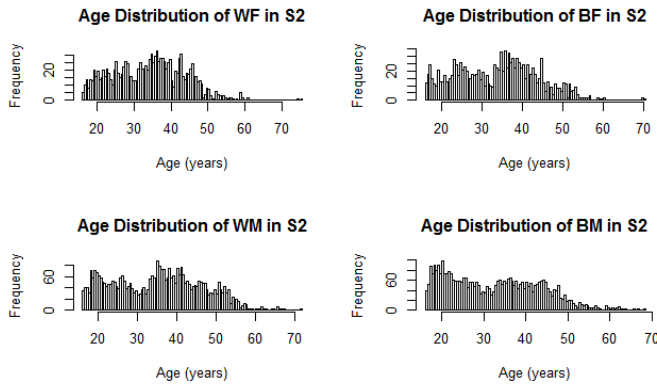 Age Distribution of WF in S2
Frequency
20
0
20 30 40 50 60 70
Age (years)
Age Distribution of BF in S2
Frequency
20
0
20 30 40 50 60 70
Age (years)
Age Distribution of WM in S2
Frequency
60
0
20 30 40 50 60 70
Age (years)
Age Distribution of BM in S2
Frequency
60
0
20 30 40 50 60 70
Age (years)